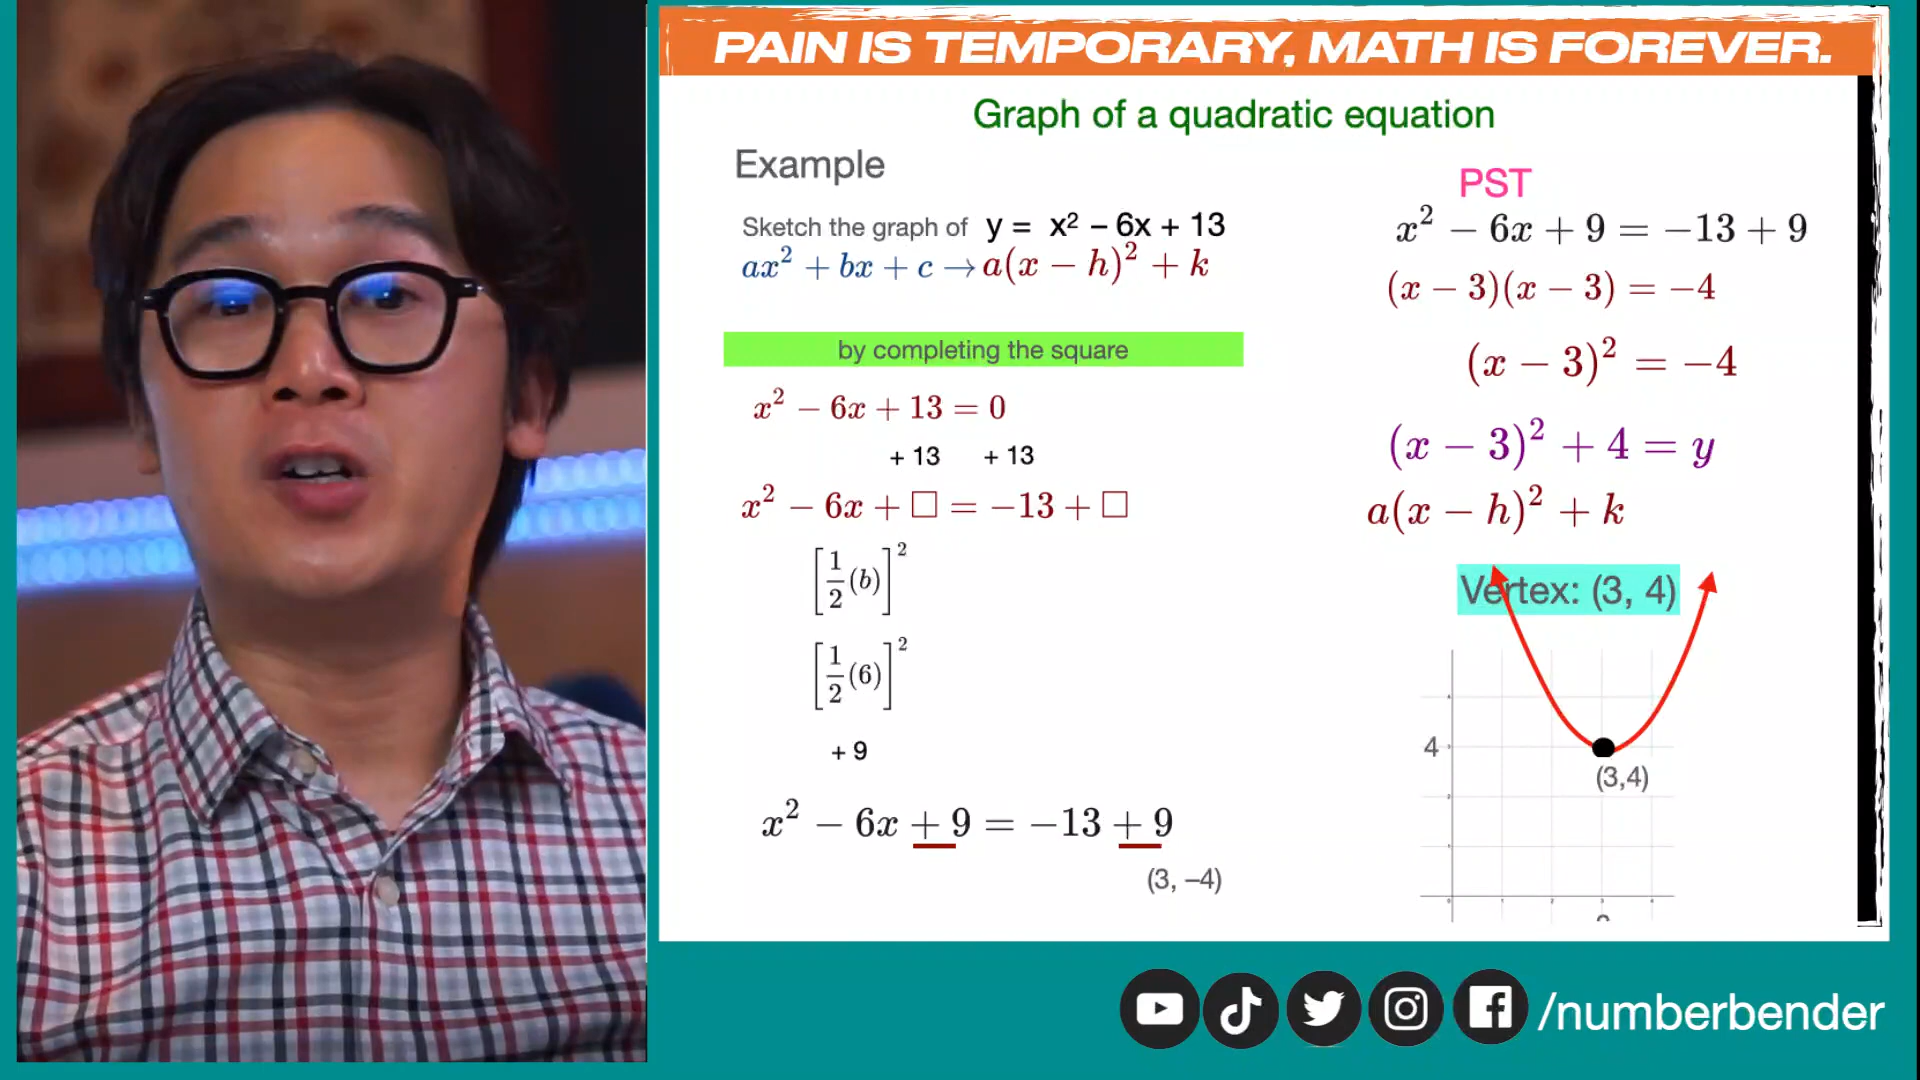 PAIN IS TEMPORARY, MATH IS FOREVER.
Graph of a quadratic equation
Example
Sketch the graph of y = x² – 6x + 13
ax² + bx + c → a(x − h)² + k
by completing the square
x² − 6x + 13 = 0
+ 13 + 13
x² − 6x + □ = −13 + □
[1/2(b)]²
[1/2(6)]²
+ 9
x² − 6x + 9 = −13 + 9
(3, –4)
PST
x² − 6x + 9 = −13 + 9
(x − 3)(x − 3) = −4
(x − 3)² = −4
(x − 3)² + 4 = y
a(x − h)² + k
Vertex: (3, 4)
4
(3,4)
/numberbender